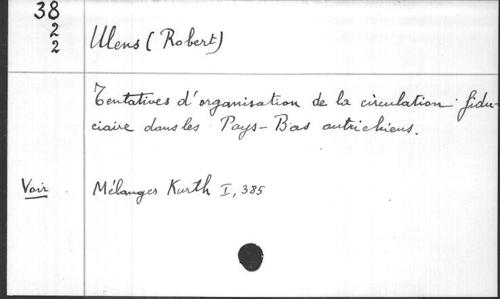 38
2
2
Ulens (Robert)
Tentatives d'organisation de la circulation fidu-
ciaire dans les Pays-Bas autrichiens.
Voir Mélanges Kurth I, 385